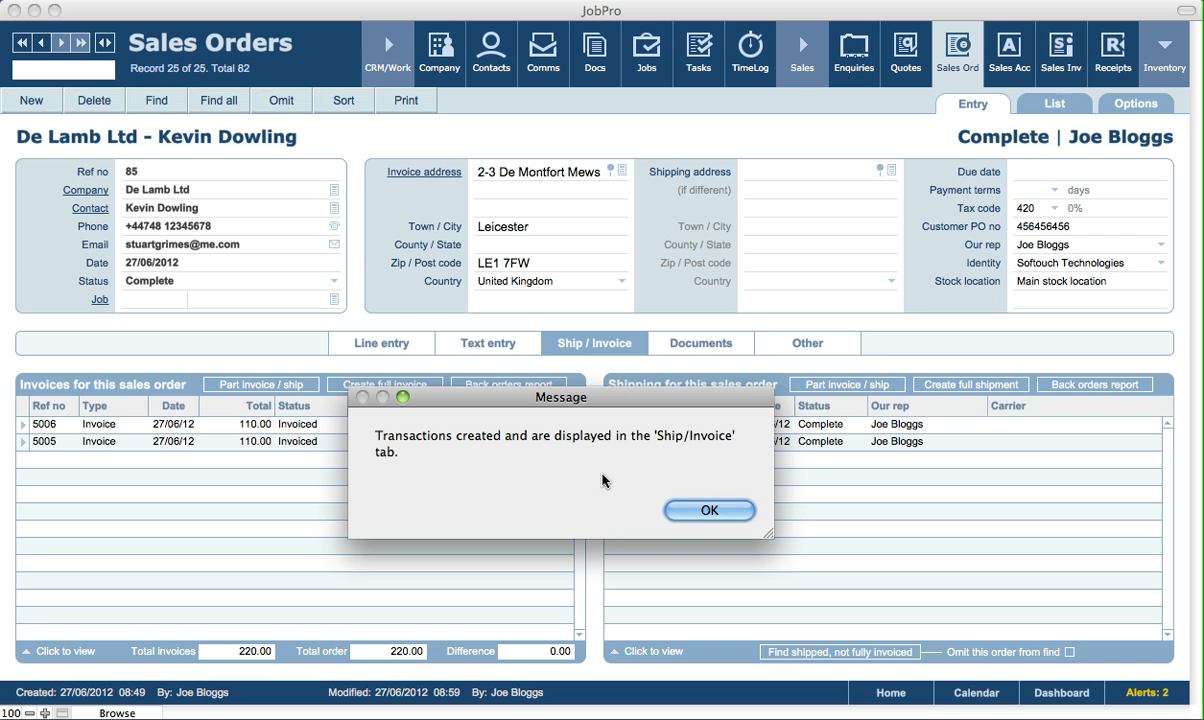 JobPro
Sales Orders
Record 25 of 25. Total 82
CRM/Work Company Contacts Comms Docs Jobs Tasks TimeLog Sales Enquiries Quotes Sales Ord Sales Acc Sales Inv Receipts Inventory
New Delete Find Find all Omit Sort Print
Entry List Options
De Lamb Ltd - Kevin Dowling
Complete | Joe Bloggs
Ref no 85
Company De Lamb Ltd
Contact Kevin Dowling
Phone +44748 12345678
Email stuartgrimes@me.com
Date 27/06/2012
Status Complete
Job
Invoice address 2-3 De Montfort Mews
Town / City Leicester
County / State
Zip / Post code LE1 7FW
Country United Kingdom
Shipping address
(if different)
Town / City
County / State
Zip / Post code
Country
Due date
Payment terms days
Tax code 420 0%
Customer PO no 456456456
Our rep Joe Bloggs
Identity Softouch Technologies
Stock location Main stock location
Line entry Text entry Ship / Invoice Documents Other
Invoices for this sales order Part invoice / ship Create full invoice Back orders report
Ref no Type Date Total Status
5006 Invoice 27/06/12 110.00 Invoiced
5005 Invoice 27/06/12 110.00 Invoiced
Click to view Total invoices 220.00 Total order 220.00 Difference 0.00
Shipping for this sales order Part invoice / ship Create full shipment Back orders report
Status Our rep Carrier
/12 Complete Joe Bloggs
/12 Complete Joe Bloggs
Click to view Find shipped, not fully invoiced Omit this order from find
Message
Transactions created and are displayed in the 'Ship/Invoice'
tab.
OK
Created: 27/06/2012 08:49 By: Joe Bloggs Modified: 27/06/2012 08:59 By: Joe Bloggs
Home Calendar Dashboard Alerts: 2
100 Browse